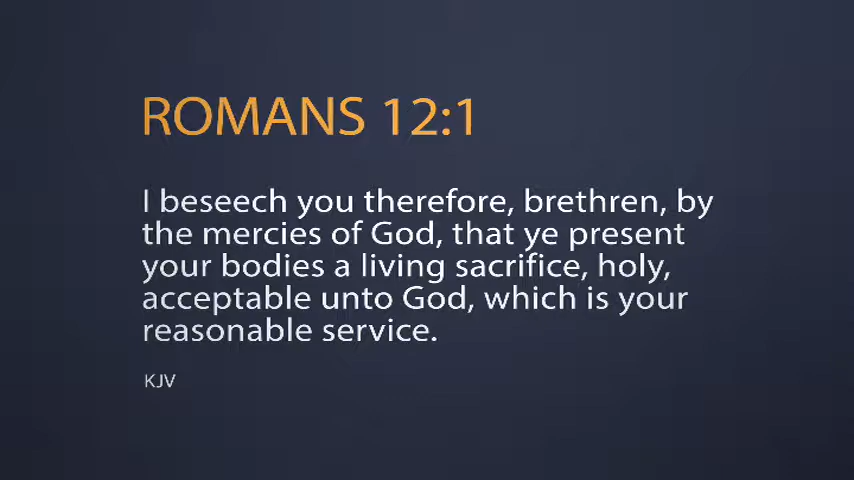 ROMANS 12:1
I beseech you therefore, brethren, by
the mercies of God, that ye present
your bodies a living sacrifice, holy,
acceptable unto God, which is your
reasonable service.
KJV